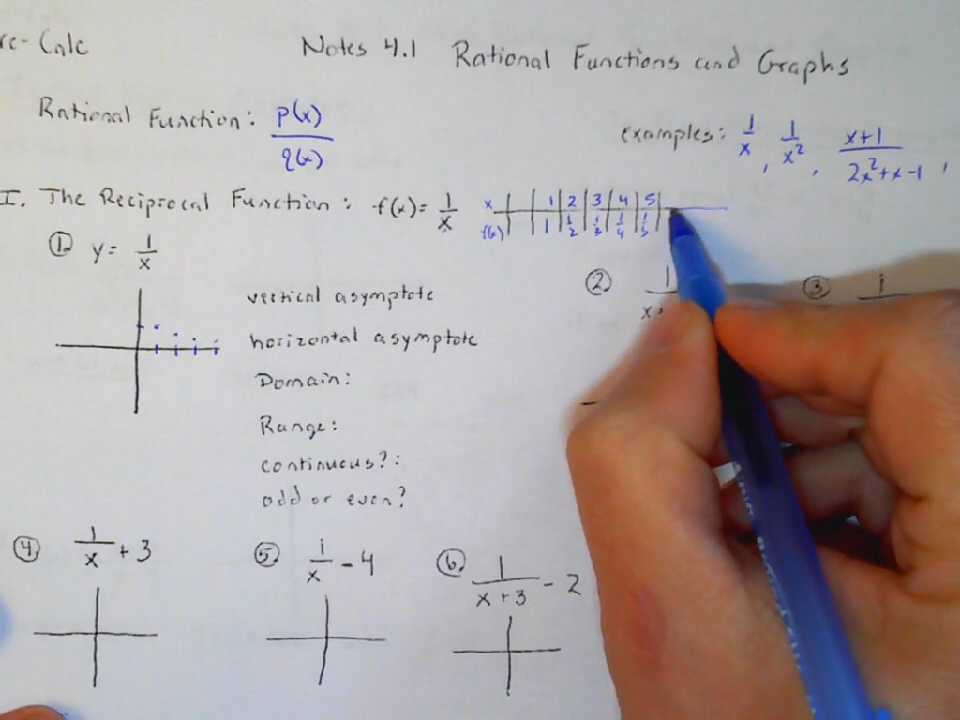 re-Calc Notes 4.1 Rational Functions and Graphs
Rational Function: p(x)/q(x) examples: 1/x, 1/x², x+1/2x²+x-1,
I. The Reciprocal Function: f(x)= 1/x
x 1 2 3 4 5
f(x) 1 1/2 1/3 1/4 1/5
① y= 1/x
vertical asymptote
horizontal asymptote
Domain:
Range:
continuous?:
odd or even?
② 1/x
③ 1
④ 1/x + 3
⑤ 1/x - 4
⑥ 1/x+3 - 2